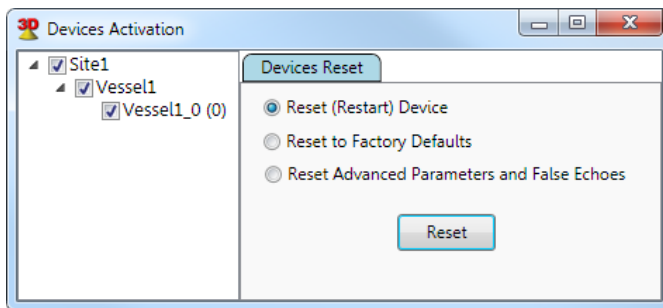 3D Devices Activation
Site1
Vessel1
Vessel1_0 (0)
Devices Reset
Reset (Restart) Device
Reset to Factory Defaults
Reset Advanced Parameters and False Echoes
Reset